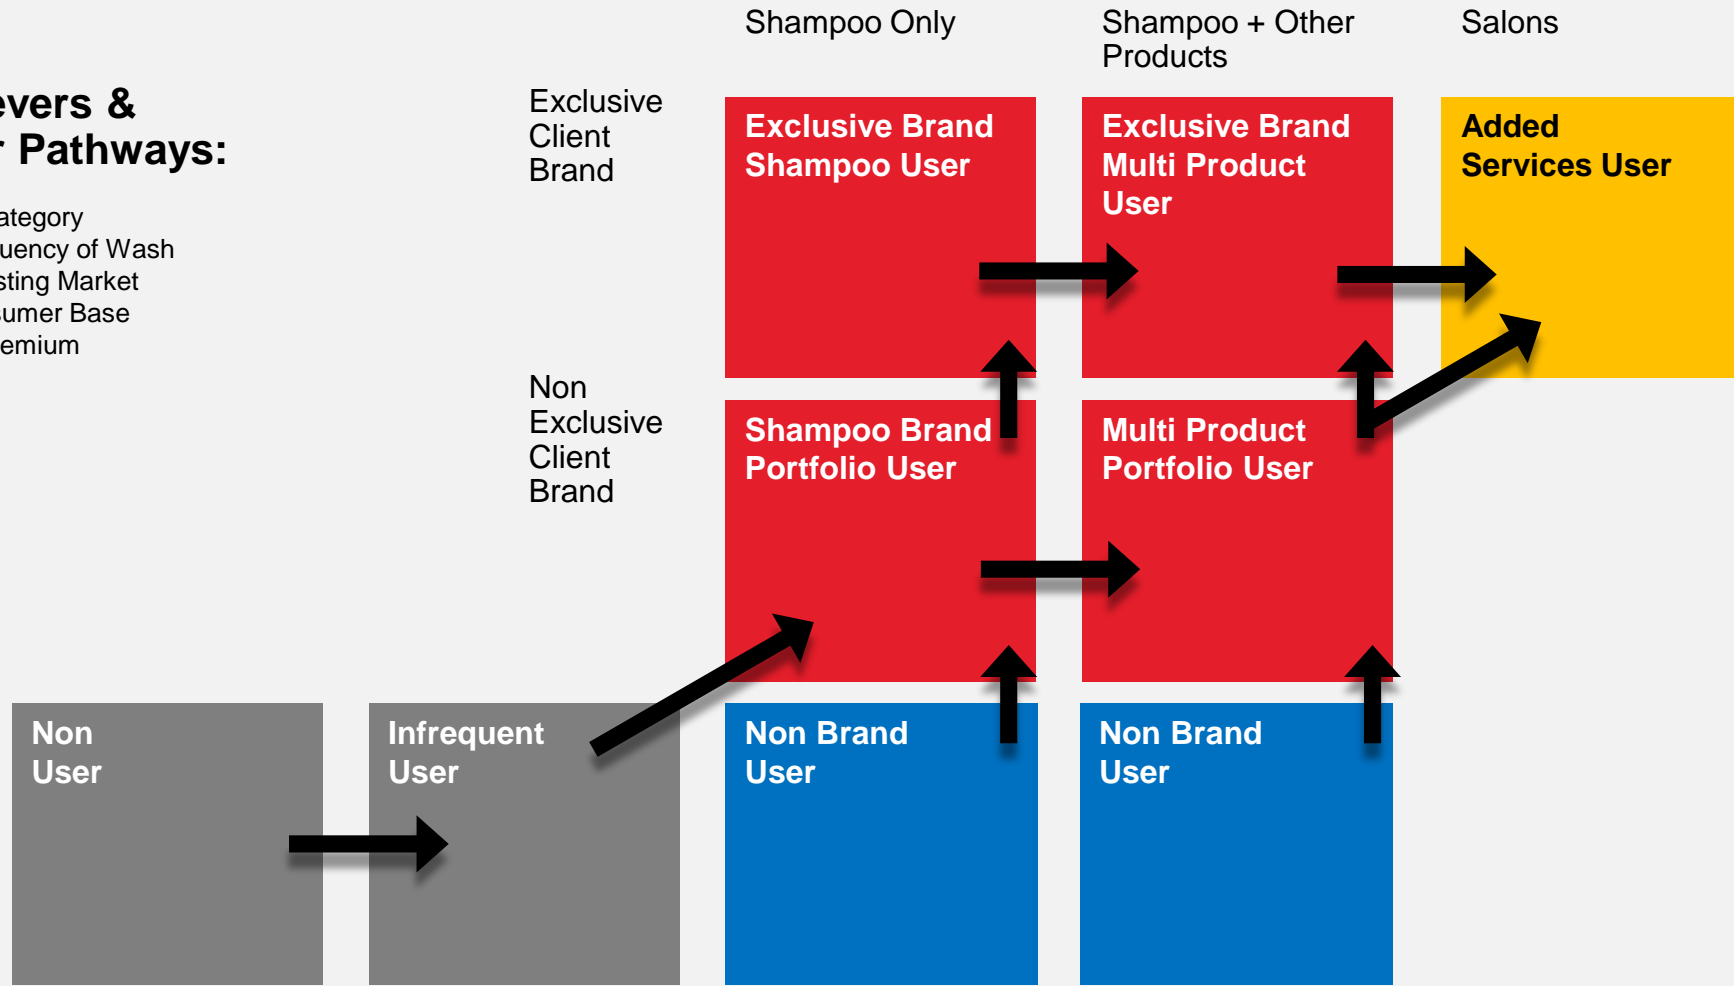 Shampoo Only
Shampoo + Other
Products
Salons
evers &
r Pathways:
ategory
uency of Wash
sting Market
sumer Base
emium
Exclusive
Client
Brand
Exclusive Brand
Shampoo User
Exclusive Brand
Multi Product
User
Added
Services User
Non
Exclusive
Client
Brand
Shampoo Brand
Portfolio User
Multi Product
Portfolio User
Non
User
Infrequent
User
Non Brand
User
Non Brand
User